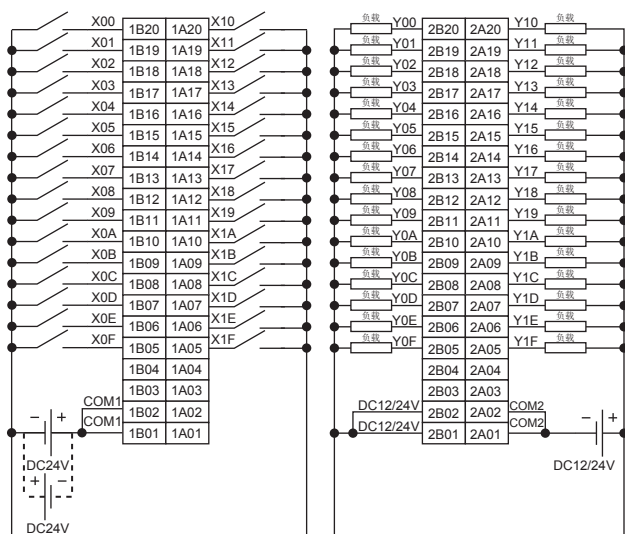 X00 1B20 1A20 X10
X01 1B19 1A19 X11
X02 1B18 1A18 X12
X03 1B17 1A17 X13
X04 1B16 1A16 X14
X05 1B15 1A15 X15
X06 1B14 1A14 X16
X07 1B13 1A13 X17
X08 1B12 1A12 X18
X09 1B11 1A11 X19
X0A 1B10 1A10 X1A
X0B 1B09 1A09 X1B
X0C 1B08 1A08 X1C
X0D 1B07 1A07 X1D
X0E 1B06 1A06 X1E
X0F 1B05 1A05 X1F
1B04 1A04
1B03 1A03
COM1 1B02 1A02
COM1 1B01 1A01
− +
DC24V
+ −
DC24V
负载 Y00 2B20 2A20 Y10 负载
负载 Y01 2B19 2A19 Y11 负载
负载 Y02 2B18 2A18 Y12 负载
负载 Y03 2B17 2A17 Y13 负载
负载 Y04 2B16 2A16 Y14 负载
负载 Y05 2B15 2A15 Y15 负载
负载 Y06 2B14 2A14 Y16 负载
负载 Y07 2B13 2A13 Y17 负载
负载 Y08 2B12 2A12 Y18 负载
负载 Y09 2B11 2A11 Y19 负载
负载 Y0A 2B10 2A10 Y1A 负载
负载 Y0B 2B09 2A09 Y1B 负载
负载 Y0C 2B08 2A08 Y1C 负载
负载 Y0D 2B07 2A07 Y1D 负载
负载 Y0E 2B06 2A06 Y1E 负载
负载 Y0F 2B05 2A05 Y1F 负载
2B04 2A04
2B03 2A03
DC12/24V 2B02 2A02 COM2
DC12/24V 2B01 2A01 COM2
− +
DC12/24V